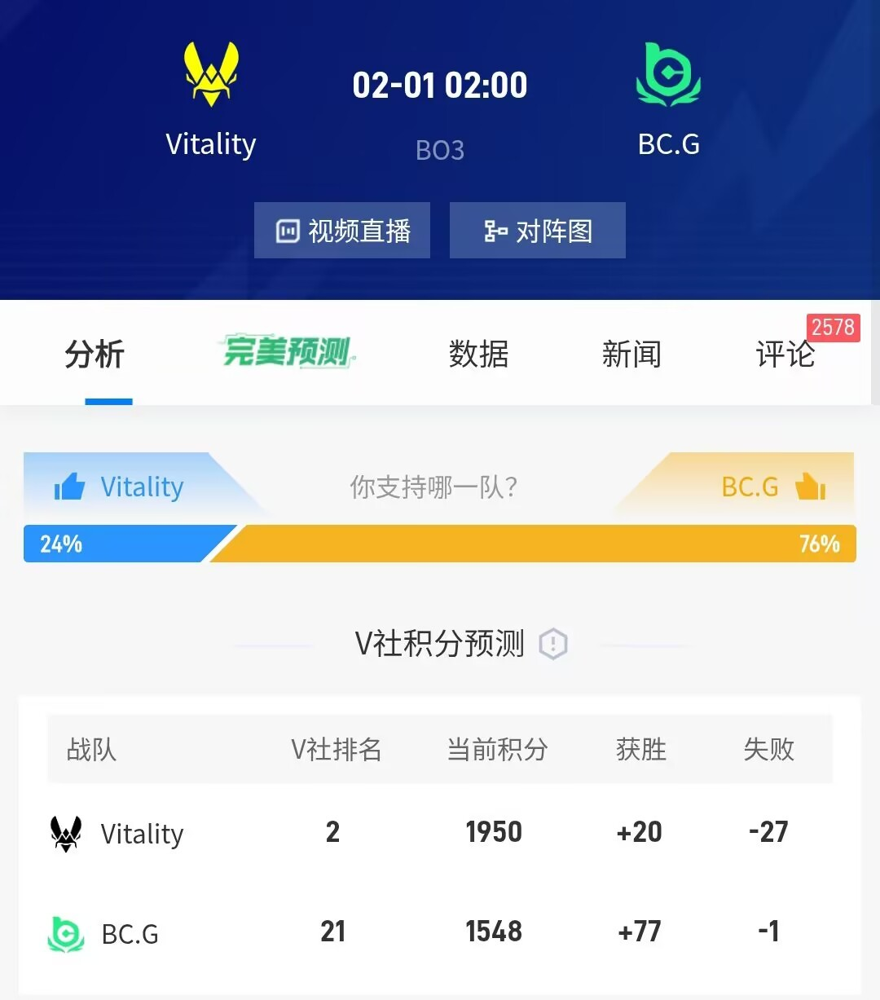 02-01 02:00
Vitality
BO3
BC.G
视频直播 对阵图
分析 完美预测 数据 新闻 评论 2578
Vitality 你支持哪一队? BC.G
24% 76%
V社积分预测
战队 V社排名 当前积分 获胜 失败
Vitality 2 1950 +20 -27
BC.G 21 1548 +77 -1